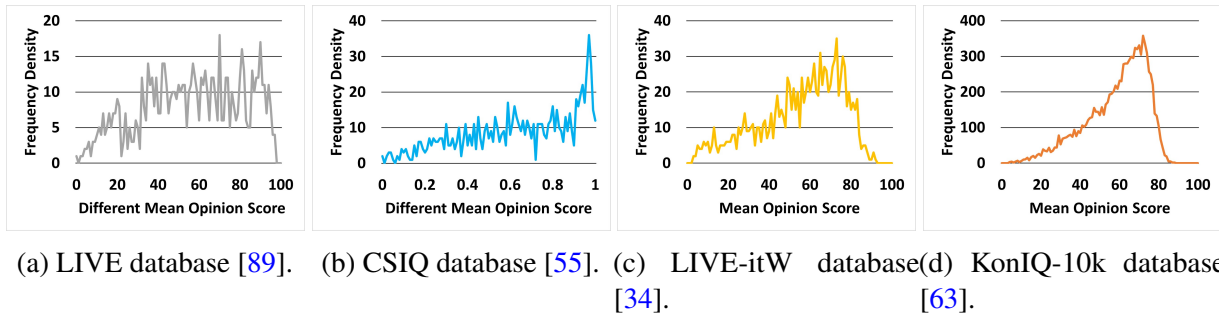 20
15
10
5
0
0 20 40 60 80 100
Frequency Density
Different Mean Opinion Score
40
30
20
10
0
0 0.2 0.4 0.6 0.8 1
Frequency Density
Different Mean Opinion Score
40
30
20
10
0
0 20 40 60 80 100
Frequency Density
Mean Opinion Score
400
300
200
100
0
0 20 40 60 80 100
Frequency Density
Mean Opinion Score
(a) LIVE database [89].
(b) CSIQ database [55].
(c) LIVE-itW database
[34].
(d) KonIQ-10k database
[63].